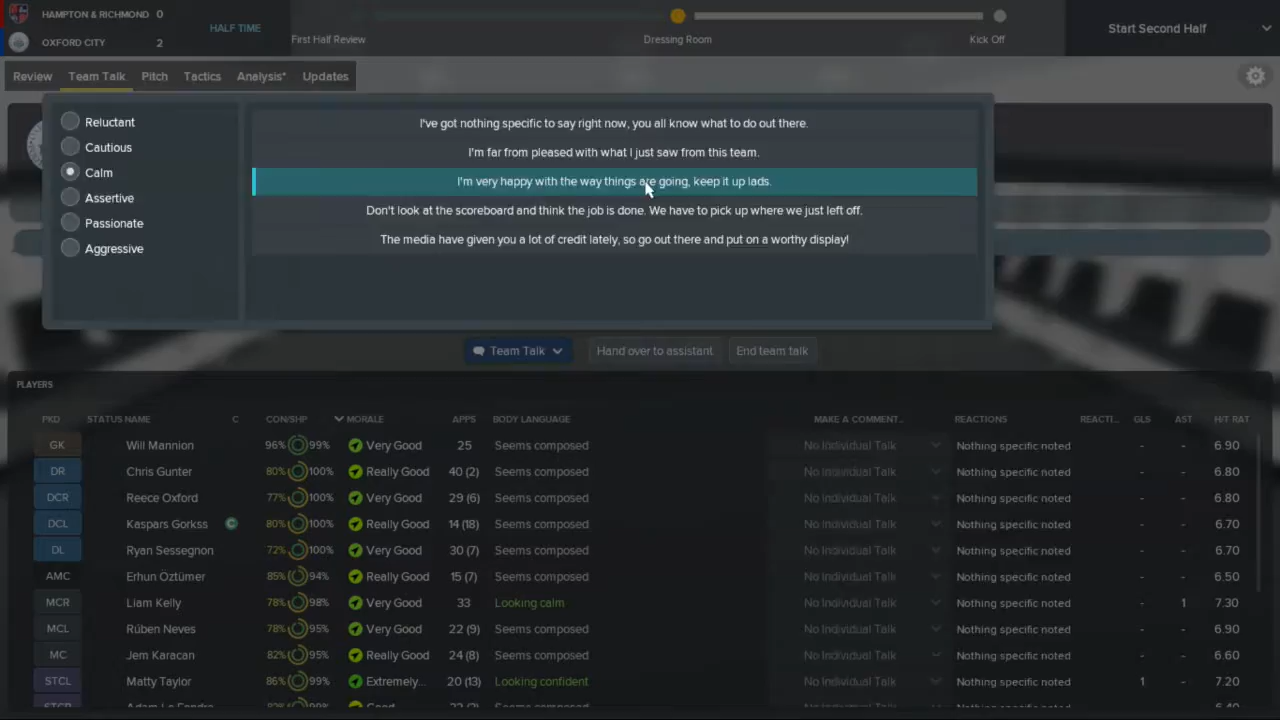 HAMPTON & RICHMOND 0
OXFORD CITY 2
HALF TIME
First Half Review
Dressing Room
Kick Off
Start Second Half
Review Team Talk Pitch Tactics Analysis* Updates
Reluctant
Cautious
Calm
Assertive
Passionate
Aggressive
I've got nothing specific to say right now, you all know what to do out there.
I'm far from pleased with what I just saw from this team.
I'm very happy with the way things are going, keep it up lads.
Don't look at the scoreboard and think the job is done. We have to pick up where we just left off.
The media have given you a lot of credit lately, so go out there and put on a worthy display!
Team Talk Hand over to assistant End team talk
PLAYERS
PKD STATUS NAME C CON/SHP MORALE APPS BODY LANGUAGE MAKE A COMMENT... REACTIONS REACTI... GLS AST H/T RAT
GK Will Mannion 96% 99% Very Good 25 Seems composed No Individual Talk Nothing specific noted - - 6.90
DR Chris Gunter 80% 100% Really Good 40 (2) Seems composed No Individual Talk Nothing specific noted - - 6.80
DCR Reece Oxford 77% 100% Very Good 29 (6) Seems composed No Individual Talk Nothing specific noted - - 6.80
DCL Kaspars Gorkss C 80% 100% Really Good 14 (18) Seems composed No Individual Talk Nothing specific noted - - 6.70
DL Ryan Sessegnon 72% 100% Very Good 30 (7) Seems composed No Individual Talk Nothing specific noted - - 6.70
AMC Erhun Öztümer 85% 94% Really Good 15 (7) Seems composed No Individual Talk Nothing specific noted - - 6.50
MCR Liam Kelly 78% 98% Very Good 33 Looking calm No Individual Talk Nothing specific noted - 1 7.30
MCL Rúben Neves 78% 95% Very Good 22 (9) Seems composed No Individual Talk Nothing specific noted - - 6.90
MC Jem Karacan 82% 95% Really Good 24 (8) Seems composed No Individual Talk Nothing specific noted - - 6.60
STCL Matty Taylor 86% 99% Extremely... 20 (13) Looking confident No Individual Talk Nothing specific noted 1 - 7.20